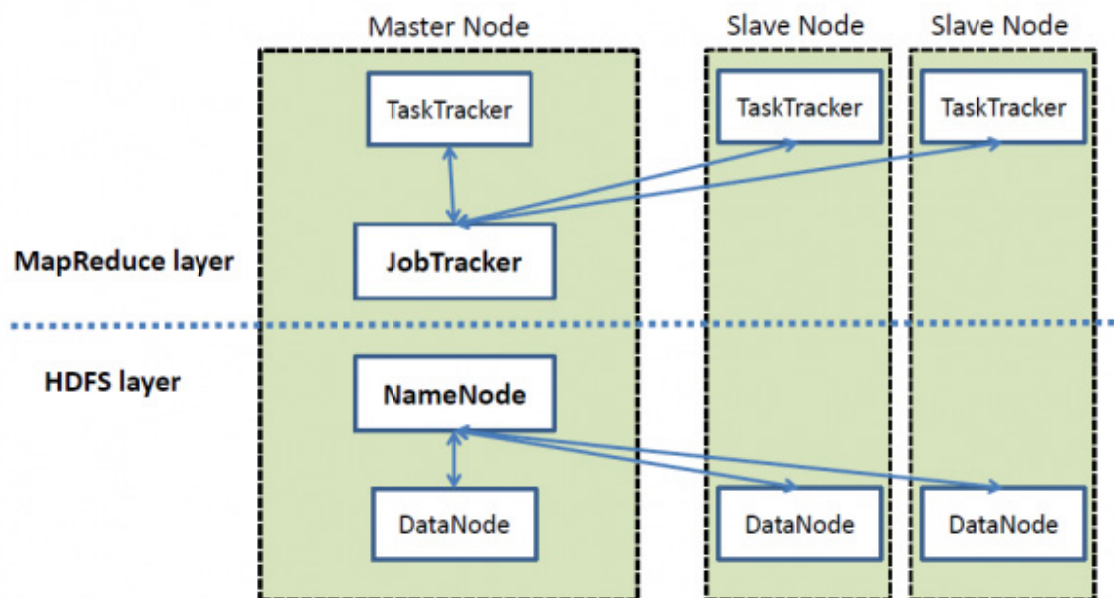 Master Node
Slave Node
Slave Node
TaskTracker
TaskTracker
TaskTracker
MapReduce layer
JobTracker
HDFS layer
NameNode
DataNode
DataNode
DataNode